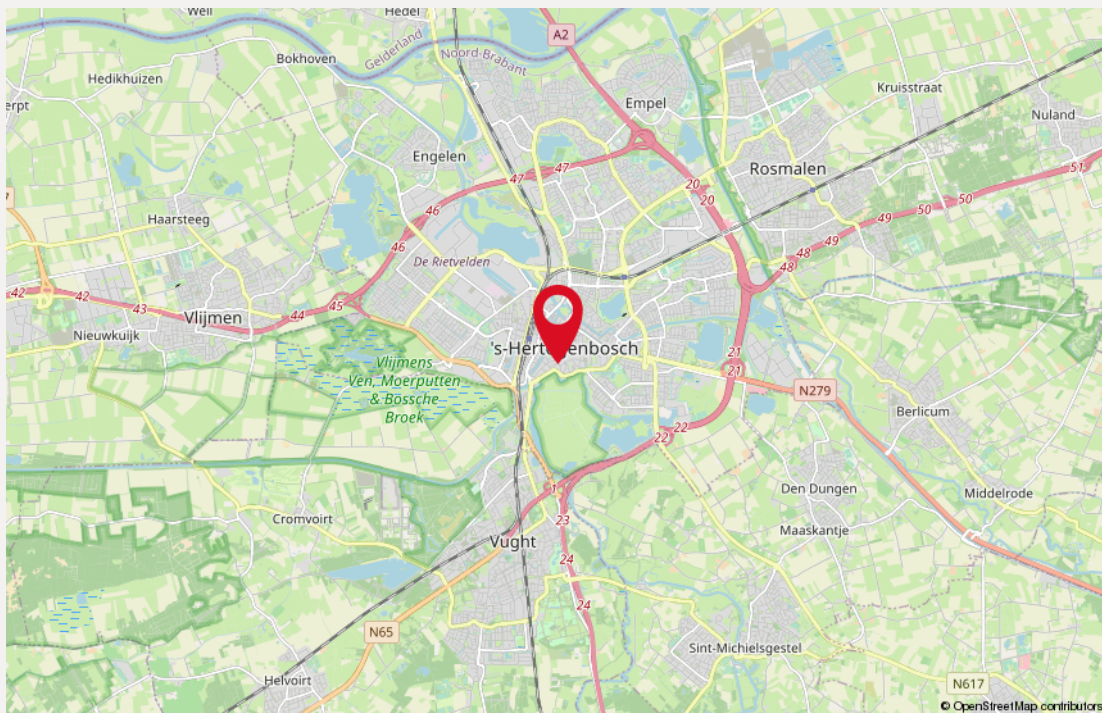 Well
Hedel
A2
Bokhoven
Gelderland
Noord-Brabant
Hedikhuizen
Empel
Kruisstraat
Nuland
Engelen
47
47
Rosmalen
51
20
20
50
50
46
Haarsteeg
49
49
46
48
48
De Rietvelden
42
42
43
44
45
Vlijmen
Nieuwkuijk
21
21
Vlijmens
Ven, Moerputten
& Bossche
Broek
N279
Berlicum
22
22
1
Den Dungen
Middelrode
Cromvoirt
23
Maaskantje
Vught
24
24
N65
Sint-Michielsgestel
Helvoirt
N617
© OpenStreetMap contributors